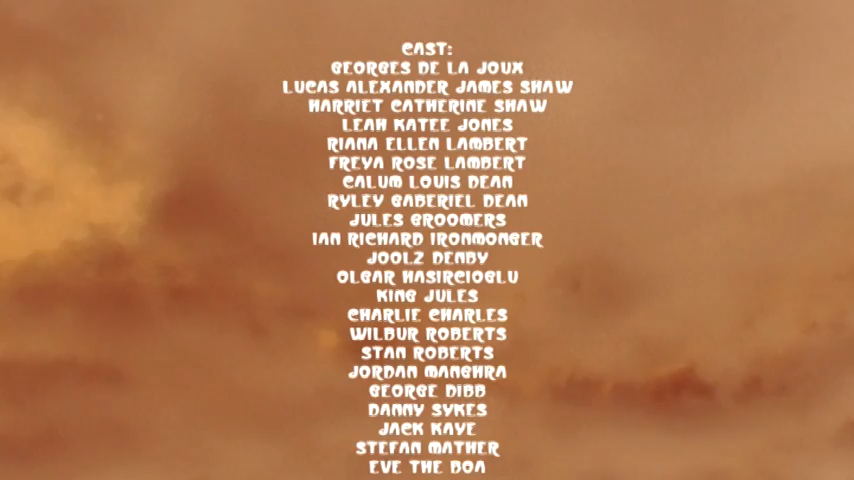 CAST:
GEORGES DE LA JOUX
LUCAS ALEXANDER JAMES SHAW
HARRIET CATHERINE SHAW
LEAH KATEE JONES
RIANA ELLEN LAMBERT
FREYA ROSE LAMBERT
CALUM LOUIS DEAN
RYLEY GABERIEL DEAN
JULES GROOMERS
IAN RICHARD IRONMONGER
JOOLZ DENBY
OLGAR HASIRCIOGLU
KING JULES
CHARLIE CHARLES
WILBUR ROBERTS
STAN ROBERTS
JORDAN MANGHRA
GEORGE DIBB
DANNY SYKES
JACK KAYE
STEFAN MATHER
EVE THE BOA